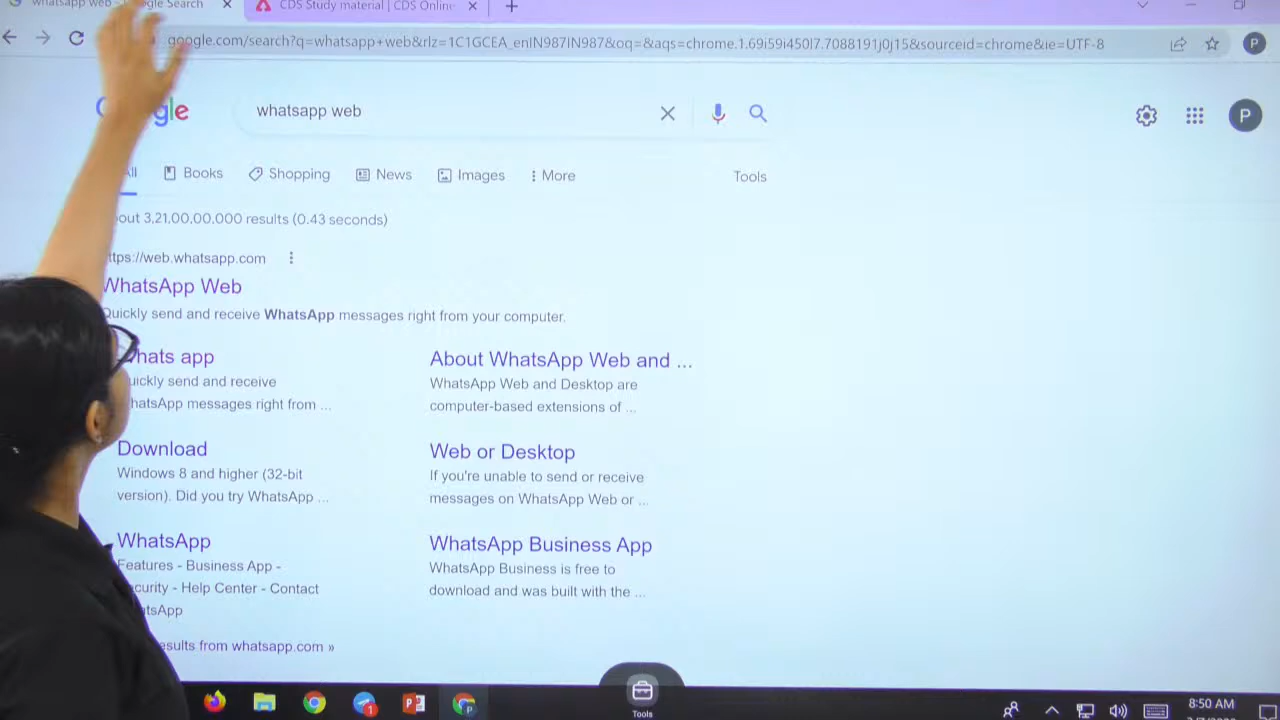 whatsapp web - Google Search
CDS Study material | CDS Online
google.com/search?q=whatsapp+web&rlz=1C1GCEA_enIN987IN987&oq=&aqs=chrome.1.69i59i450l7.7088191j0j15&sourceid=chrome&ie=UTF-8
P
gle
whatsapp web
P
All
Books
Shopping
News
Images
More
Tools
out 3,21,00,00,000 results (0.43 seconds)
ttps://web.whatsapp.com
WhatsApp Web
Quickly send and receive WhatsApp messages right from your computer.
Whats app
uickly send and receive
hatsApp messages right from ...
About WhatsApp Web and ...
WhatsApp Web and Desktop are
computer-based extensions of ...
Download
Windows 8 and higher (32-bit
version). Did you try WhatsApp ...
Web or Desktop
If you're unable to send or receive
messages on WhatsApp Web or ...
WhatsApp
Features - Business App -
curity - Help Center - Contact
tsApp
WhatsApp Business App
WhatsApp Business is free to
download and was built with the ...
esults from whatsapp.com »
Tools
8:50 AM